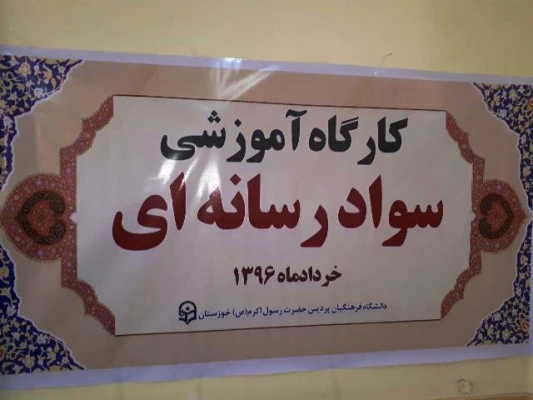 کارگاه آموزشی
سواد رسانه ای
خردادماه ۱۳۹۶
دانشگاه فرهنگیان پردیس حضرت رسول اکرم(ص) خوزستان